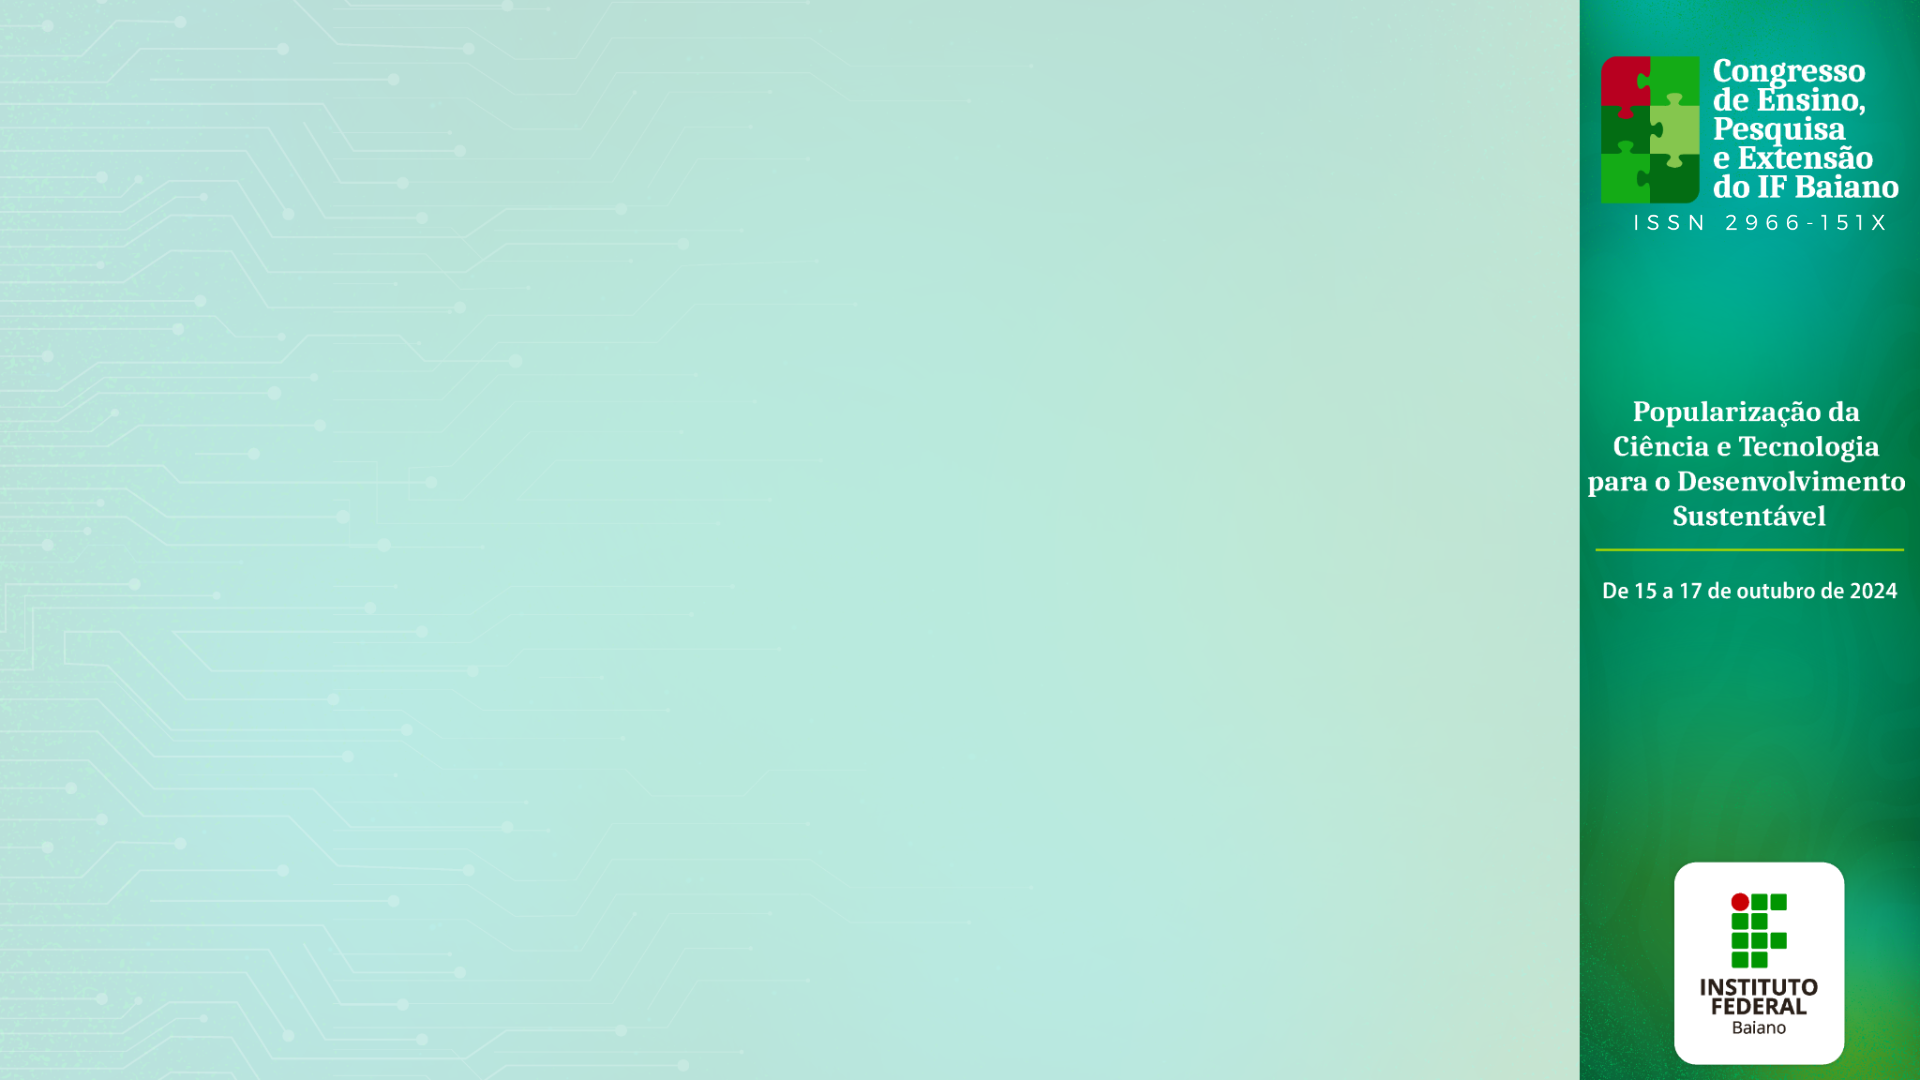 Congresso
de Ensino,
Pesquisa
e Extensão
do IF Baiano
ISSN 2966-151X
Popularização da
Ciência e Tecnologia
para o Desenvolvimento
Sustentável
De 15 a 17 de outubro de 2024
INSTITUTO
FEDERAL
Baiano